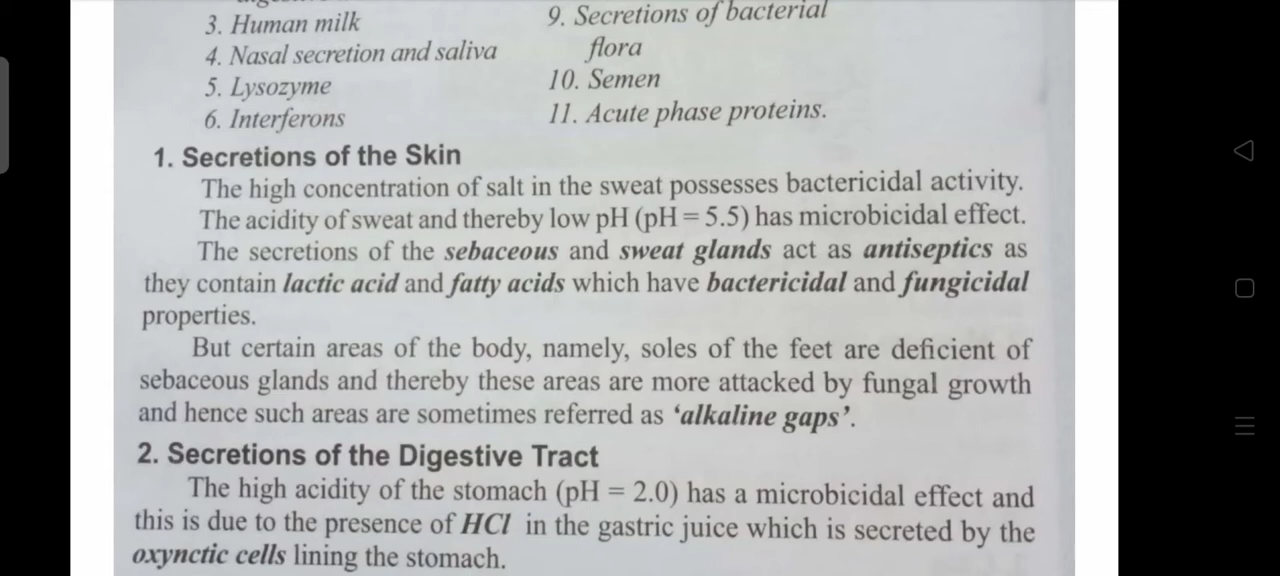 3. Human milk
4. Nasal secretion and saliva
5. Lysozyme
6. Interferons
9. Secretions of bacterial
flora
10. Semen
11. Acute phase proteins.
1. Secretions of the Skin
The high concentration of salt in the sweat possesses bactericidal activity.
The acidity of sweat and thereby low pH (pH = 5.5) has microbicidal effect.
The secretions of the sebaceous and sweat glands act as antiseptics as
they contain lactic acid and fatty acids which have bactericidal and fungicidal
properties.
But certain areas of the body, namely, soles of the feet are deficient of
sebaceous glands and thereby these areas are more attacked by fungal growth
and hence such areas are sometimes referred as ‘alkaline gaps’.
2. Secretions of the Digestive Tract
The high acidity of the stomach (pH = 2.0) has a microbicidal effect and
this is due to the presence of HCl in the gastric juice which is secreted by the
oxynctic cells lining the stomach.